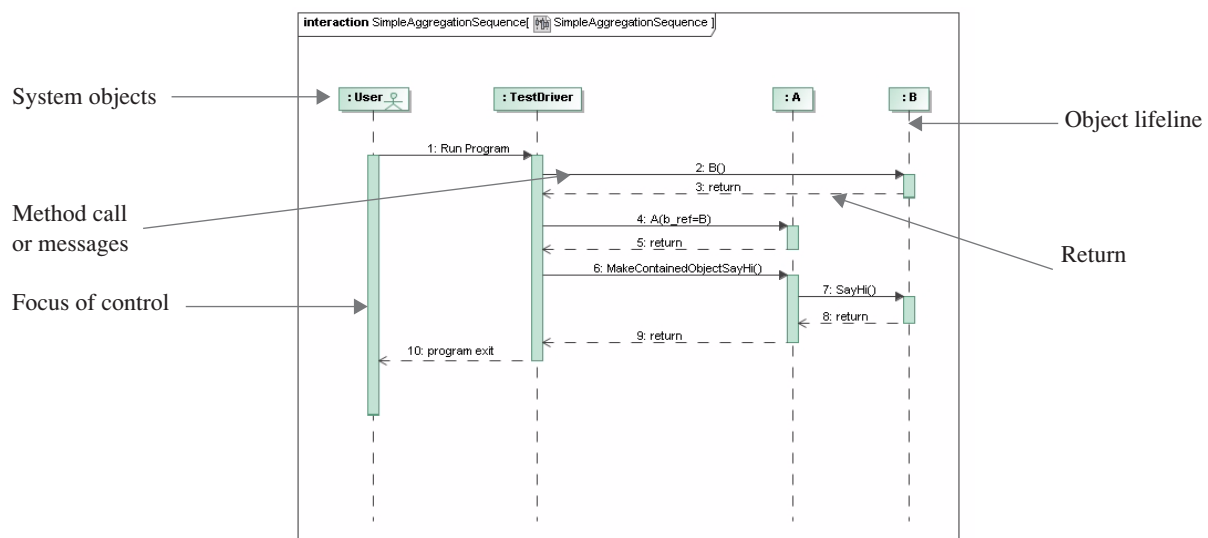 interaction SimpleAggregationSequence[ SimpleAggregationSequence ]
System objects
: User
: TestDriver
: A
: B
Object lifeline
1: Run Program
2: B()
3: return
Method call
or messages
4: A(b_ref=B)
5: return
Return
6: MakeContainedObjectSayHi()
7: SayHi()
Focus of control
8: return
9: return
10: program exit